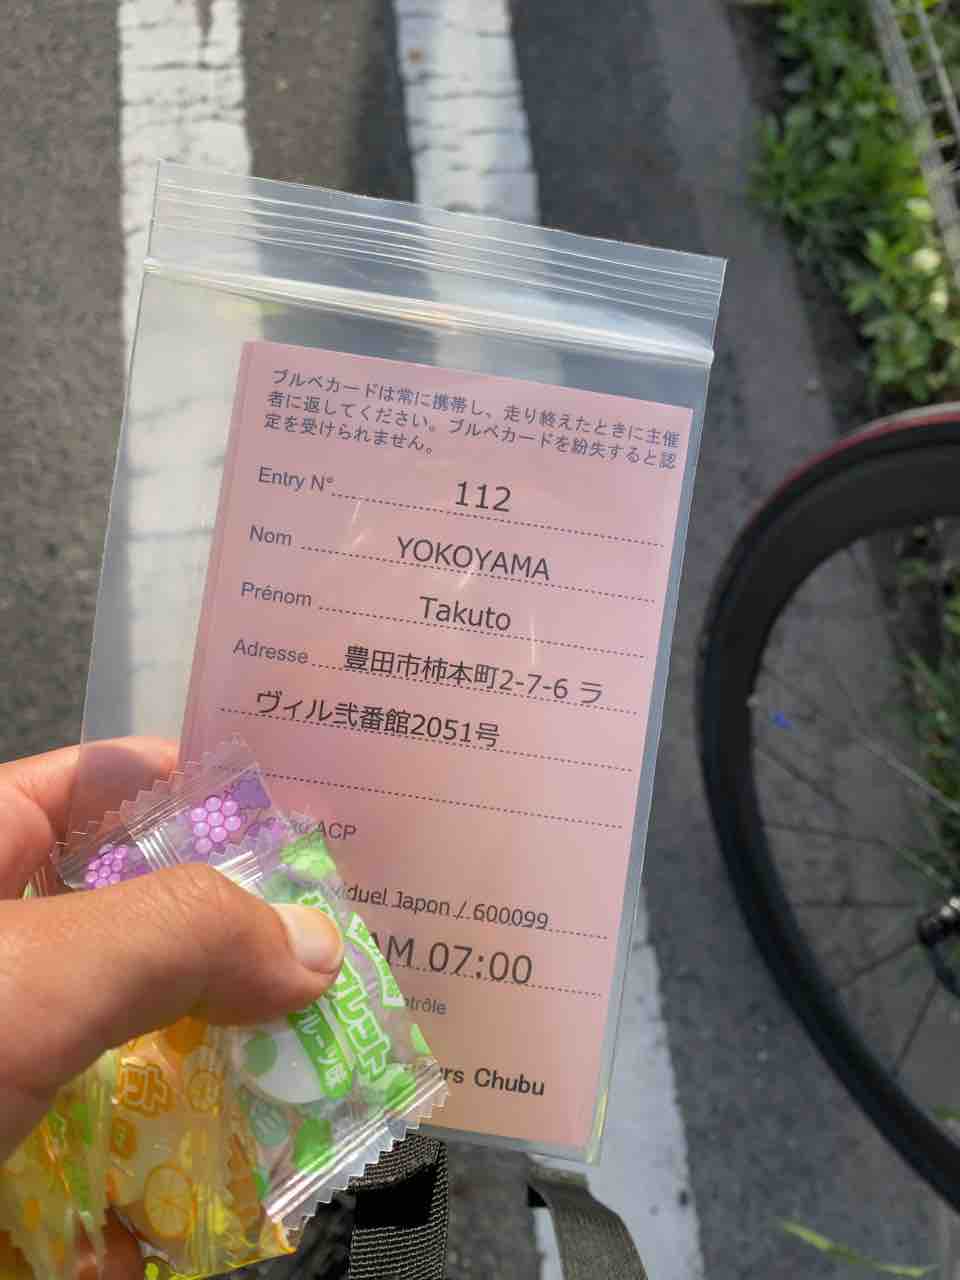 ブルベカードは常に携帯し、走り終えたときに主催
者に返してください。ブルベカードを紛失すると認
定を受けられません。
Entry N° 112
Nom YOKOYAMA
Prénom Takuto
Adresse 豊田市柿本町2-7-6 ラ
ヴィル弐番館2051号
ACP
Japon / 600099
AM 07:00
Chubu